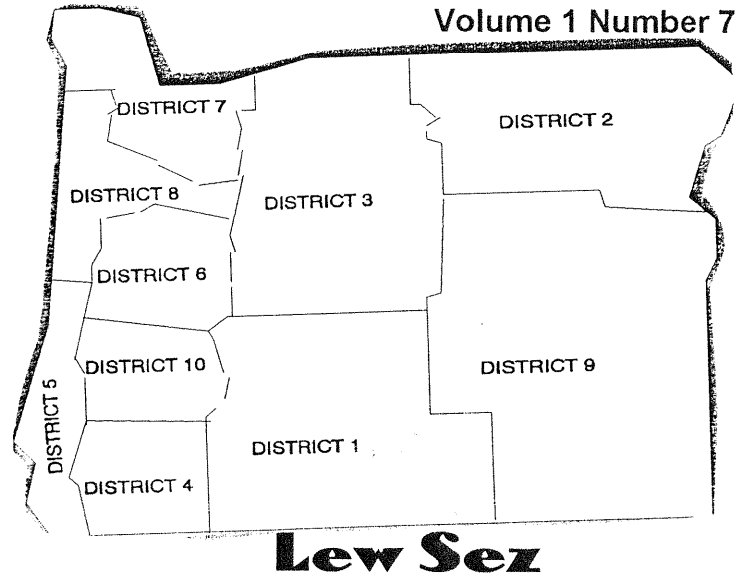 Volume 1 Number 7
DISTRICT 7
DISTRICT 2
DISTRICT 8
DISTRICT 3
DISTRICT 6
DISTRICT 10
DISTRICT 9
DISTRICT 5
DISTRICT 1
DISTRICT 4
Lew Sez